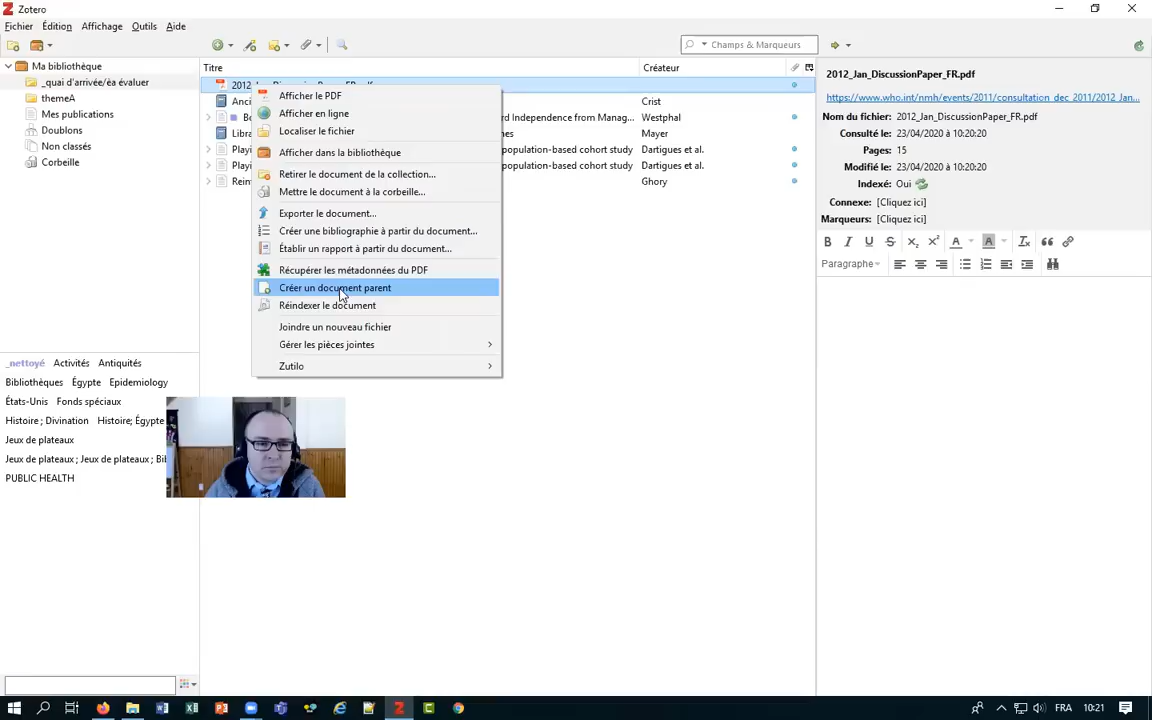 Zotero
Fichier Édition Affichage Outils Aide
Champs & Marqueurs
Ma bibliothèque
_quai d'arrivée/èa évaluer
themeA
Mes publications
Doublons
Non classés
Corbeille
Titre Créateur
2012_Jan_DiscussionPaper_FR.pdf
Crist
rd Independence from Manag... Westphal
nes Mayer
population-based cohort study Dartigues et al.
population-based cohort study Dartigues et al.
Ghory
Afficher le PDF
Afficher en ligne
Localiser le fichier
Afficher dans la bibliothèque
Retirer le document de la collection...
Mettre le document à la corbeille...
Exporter le document...
Créer une bibliographie à partir du document...
Établir un rapport à partir du document...
Récupérer les métadonnées du PDF
Créer un document parent
Réindexer le document
Joindre un nouveau fichier
Gérer les pièces jointes
Zutilo
2012_Jan_DiscussionPaper_FR.pdf
https://www.who.int/nmh/events/2011/consultation_dec_2011/2012_Jan...
Nom du fichier: 2012_Jan_DiscussionPaper_FR.pdf
Consulté le: 23/04/2020 à 10:20:20
Pages: 15
Modifié le: 23/04/2020 à 10:20:20
Indexé: Oui
Connexe: [Cliquez ici]
Marqueurs: [Cliquez ici]
Paragraphe
_nettoyé Activités Antiquités
Bibliothèques Égypte Epidemiology
États-Unis Fonds spéciaux
Histoire ; Divination Histoire; Égypte
Jeux de plateaux
Jeux de plateaux ; Jeux de plateaux ; Bib
PUBLIC HEALTH
FRA 10:21